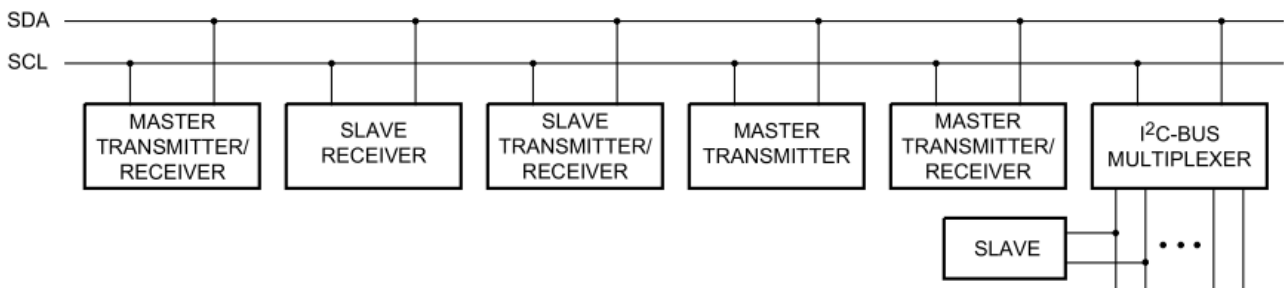 SDA
SCL
MASTER
TRANSMITTER/
RECEIVER
SLAVE
RECEIVER
SLAVE
TRANSMITTER/
RECEIVER
MASTER
TRANSMITTER
MASTER
TRANSMITTER/
RECEIVER
I²C-BUS
MULTIPLEXER
SLAVE